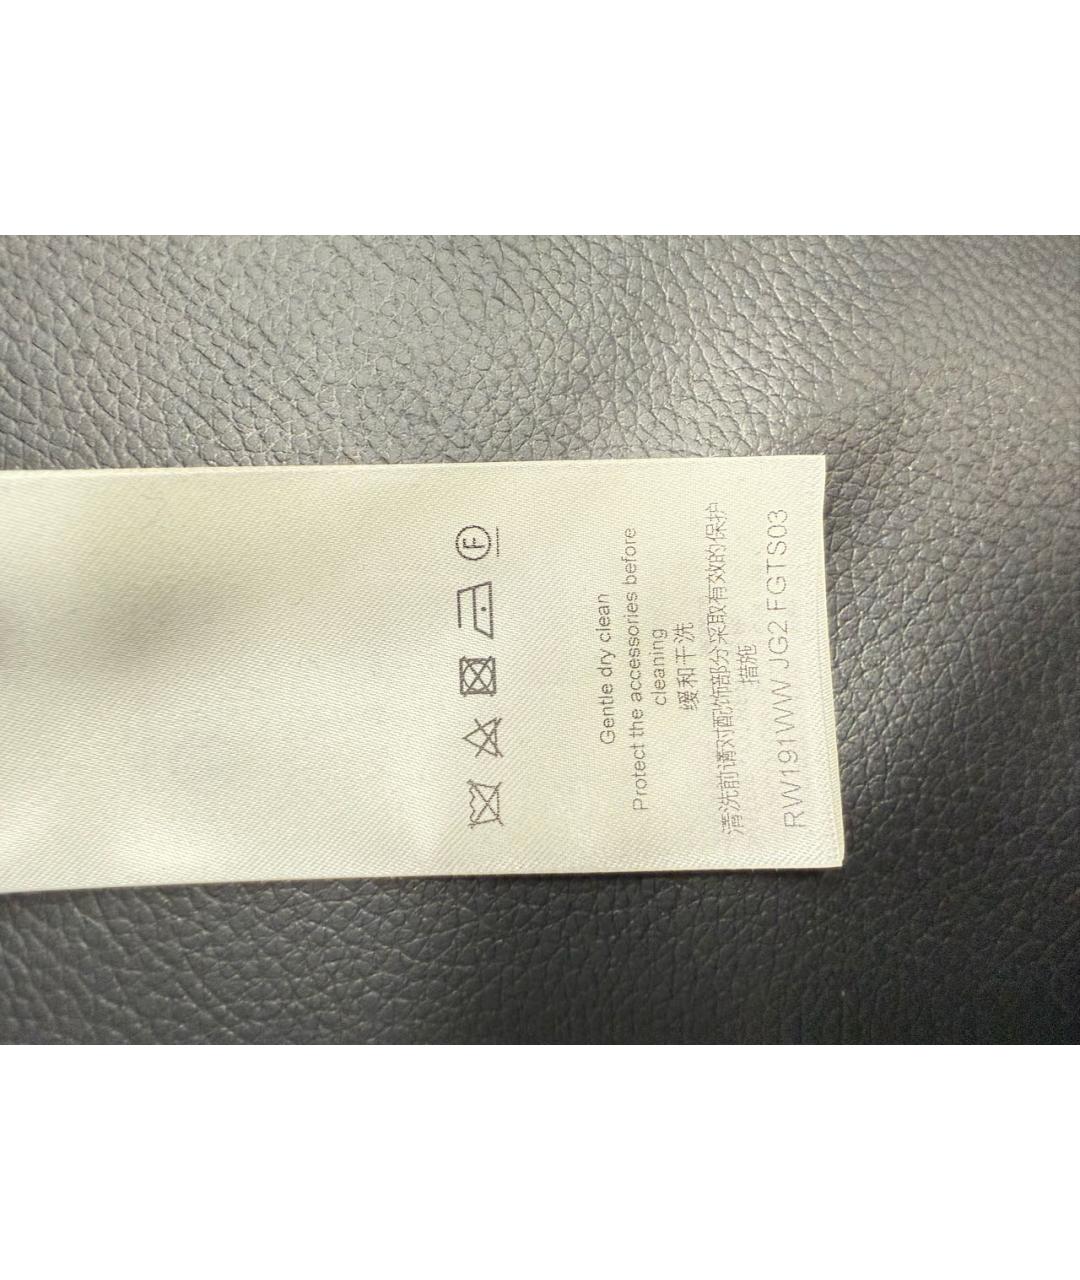 F
Gentle dry clean
Protect the accessories before
cleaning
缓和干洗
清洗前请对配饰部分采取有效的保护
措施
RW191WW JG2 FGTS03